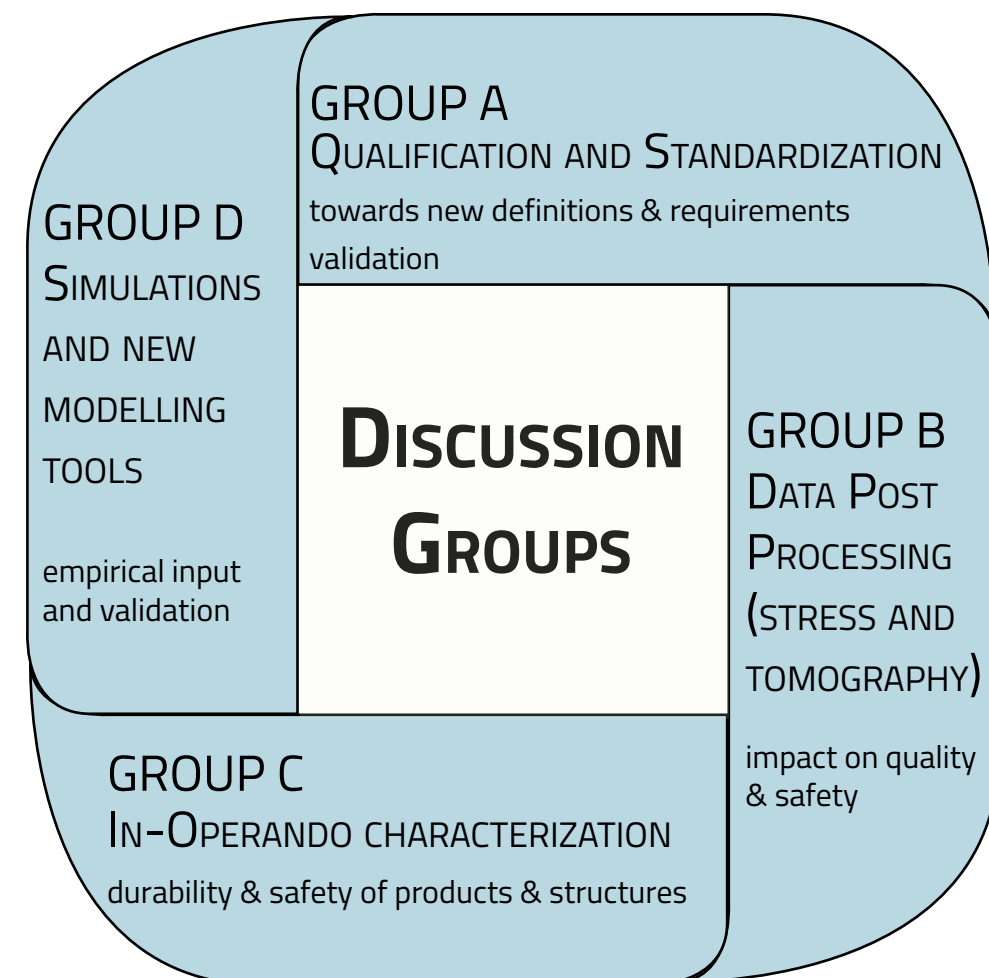 GROUP A
Qualification and Standardization
towards new definitions & requirements
validation
GROUP D
Simulations
and new
modelling
tools
empirical input
and validation
Discussion
Groups
GROUP B
Data Post
Processing
(stress and
tomography)
impact on quality
& safety
GROUP C
In-Operando characterization
durability & safety of products & structures